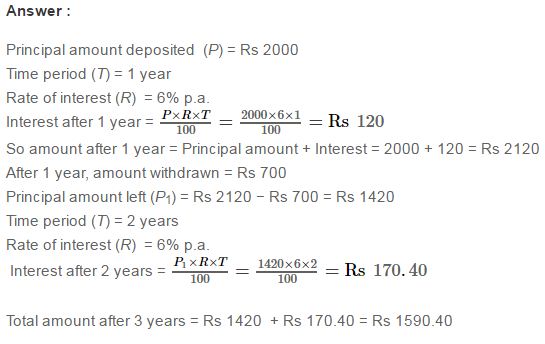 Answer :
Principal amount deposited (P) = Rs 2000
Time period (T) = 1 year
Rate of interest (R) = 6% p.a.
Interest after 1 year = P×R×T/100 = 2000×6×1/100 = Rs 120
So amount after 1 year = Principal amount + Interest = 2000 + 120 = Rs 2120
After 1 year, amount withdrawn = Rs 700
Principal amount left (P₁) = Rs 2120 − Rs 700 = Rs 1420
Time period (T) = 2 years
Rate of interest (R) = 6% p.a.
Interest after 2 years = P₁×R×T/100 = 1420×6×2/100 = Rs 170.40
Total amount after 3 years = Rs 1420 + Rs 170.40 = Rs 1590.40